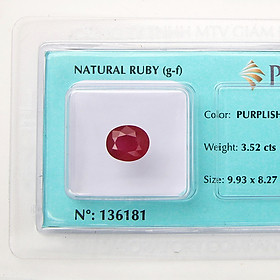 NATURAL RUBY (g-f)
P
Color: PURPLISH
Weight: 3.52 cts
Size: 9.93 x 8.27
Nº: 136181